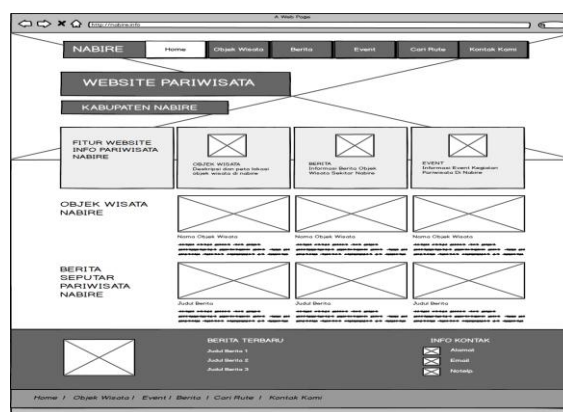 A Web Page
http://nabire.info
NABIRE Home Objek Wisata Berita Event Cari Rute Kontak Kami
WEBSITE PARIWISATA
KABUPATEN NABIRE
FITUR WEBSITE
INFO PARIWISATA
NABIRE
OBJEK WISATA
Deskripsi dan peta lokasi
objek wisata di nabire
BERITA
Informasi Berita Objek
Wisata Sekitar Nabire
EVENT
Informasi Event Kegiatan
Pariwisata Di Nabire
OBJEK WISATA
NABIRE
Nama Objek Wisata Nama Objek Wisata Nama Objek Wisata
BERITA
SEPUTAR
PARIWISATA
NABIRE
Judul Berita Judul Berita Judul Berita
BERITA TERBARU
Judul Berita 1
Judul Berita 2
Judul Berita 3
INFO KONTAK
Alamat
Email
Notelp
Home / Objek Wisata / Event / Berita / Cari Rute / Kontak Kami